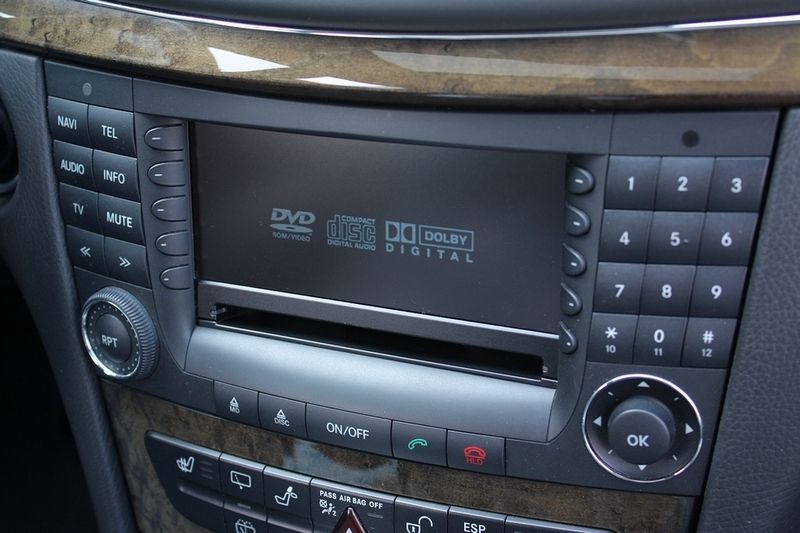 NAVI TEL
AUDIO INFO
TV MUTE
« »
RPT
DVD
ROM/VIDEO
COMPACT
disc
DIGITAL AUDIO
DOLBY
DIGITAL
1 2 3
4 5 6
7 8 9
* 0 #
10 11 12
OK
MD DISC ON/OFF HLD
PASS AIR BAG OFF
2
ESP